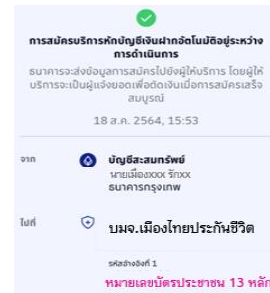 การสมัครบริการหักบัญชีเงินฝากอัตโนมัติอยู่ระหว่าง
การดำเนินการ
ธนาคารจะส่งข้อมูลการสมัครไปยังผู้ให้บริการ โดยผู้ให้
บริการจะเป็นผู้แจ้งยอดเพื่อตัดเงินเมื่อการสมัครเสร็จ
สมบูรณ์
18 ส.ค. 2564, 15:53
จาก
บัญชีสะสมทรัพย์
นายเมืองxxx รักxx
ธนาคารกรุงเทพ
ไปที่
บมจ.เมืองไทยประกันชีวิต
รหัสอ้างอิงที่ 1
หมายเลขบัตรประชาชน 13 หลัก